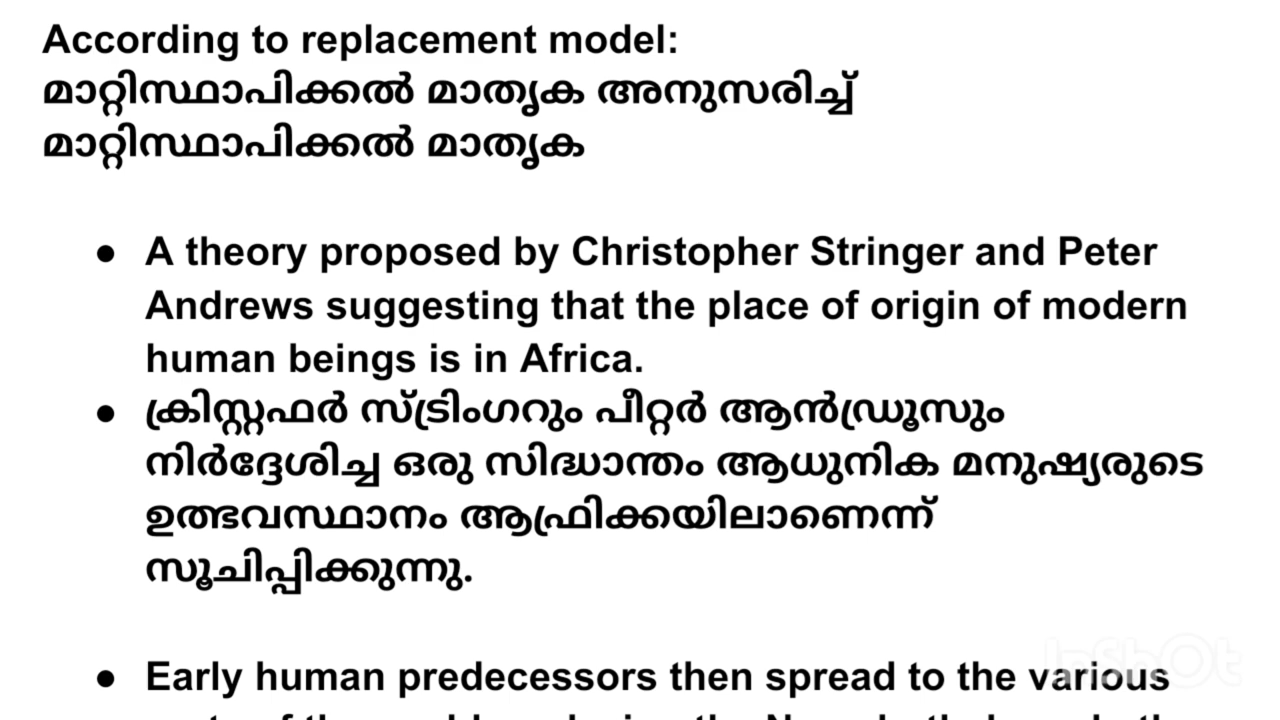 According to replacement model:
മാറ്റിസ്ഥാപിക്കൽ മാതൃക അനുസരിച്ച്
മാറ്റിസ്ഥാപിക്കൽ മാതൃക
● A theory proposed by Christopher Stringer and Peter
Andrews suggesting that the place of origin of modern
human beings is in Africa.
● ക്രിസ്റ്റഫർ സ്ട്രിംഗറും പീറ്റർ ആൻഡ്രൂസും
നിർദ്ദേശിച്ച ഒരു സിദ്ധാന്തം ആധുനിക മനുഷ്യരുടെ
ഉത്ഭവസ്ഥാനം ആഫ്രിക്കയിലാണെന്ന്
സൂചിപ്പിക്കുന്നു.
● Early human predecessors then spread to the various
InShOt